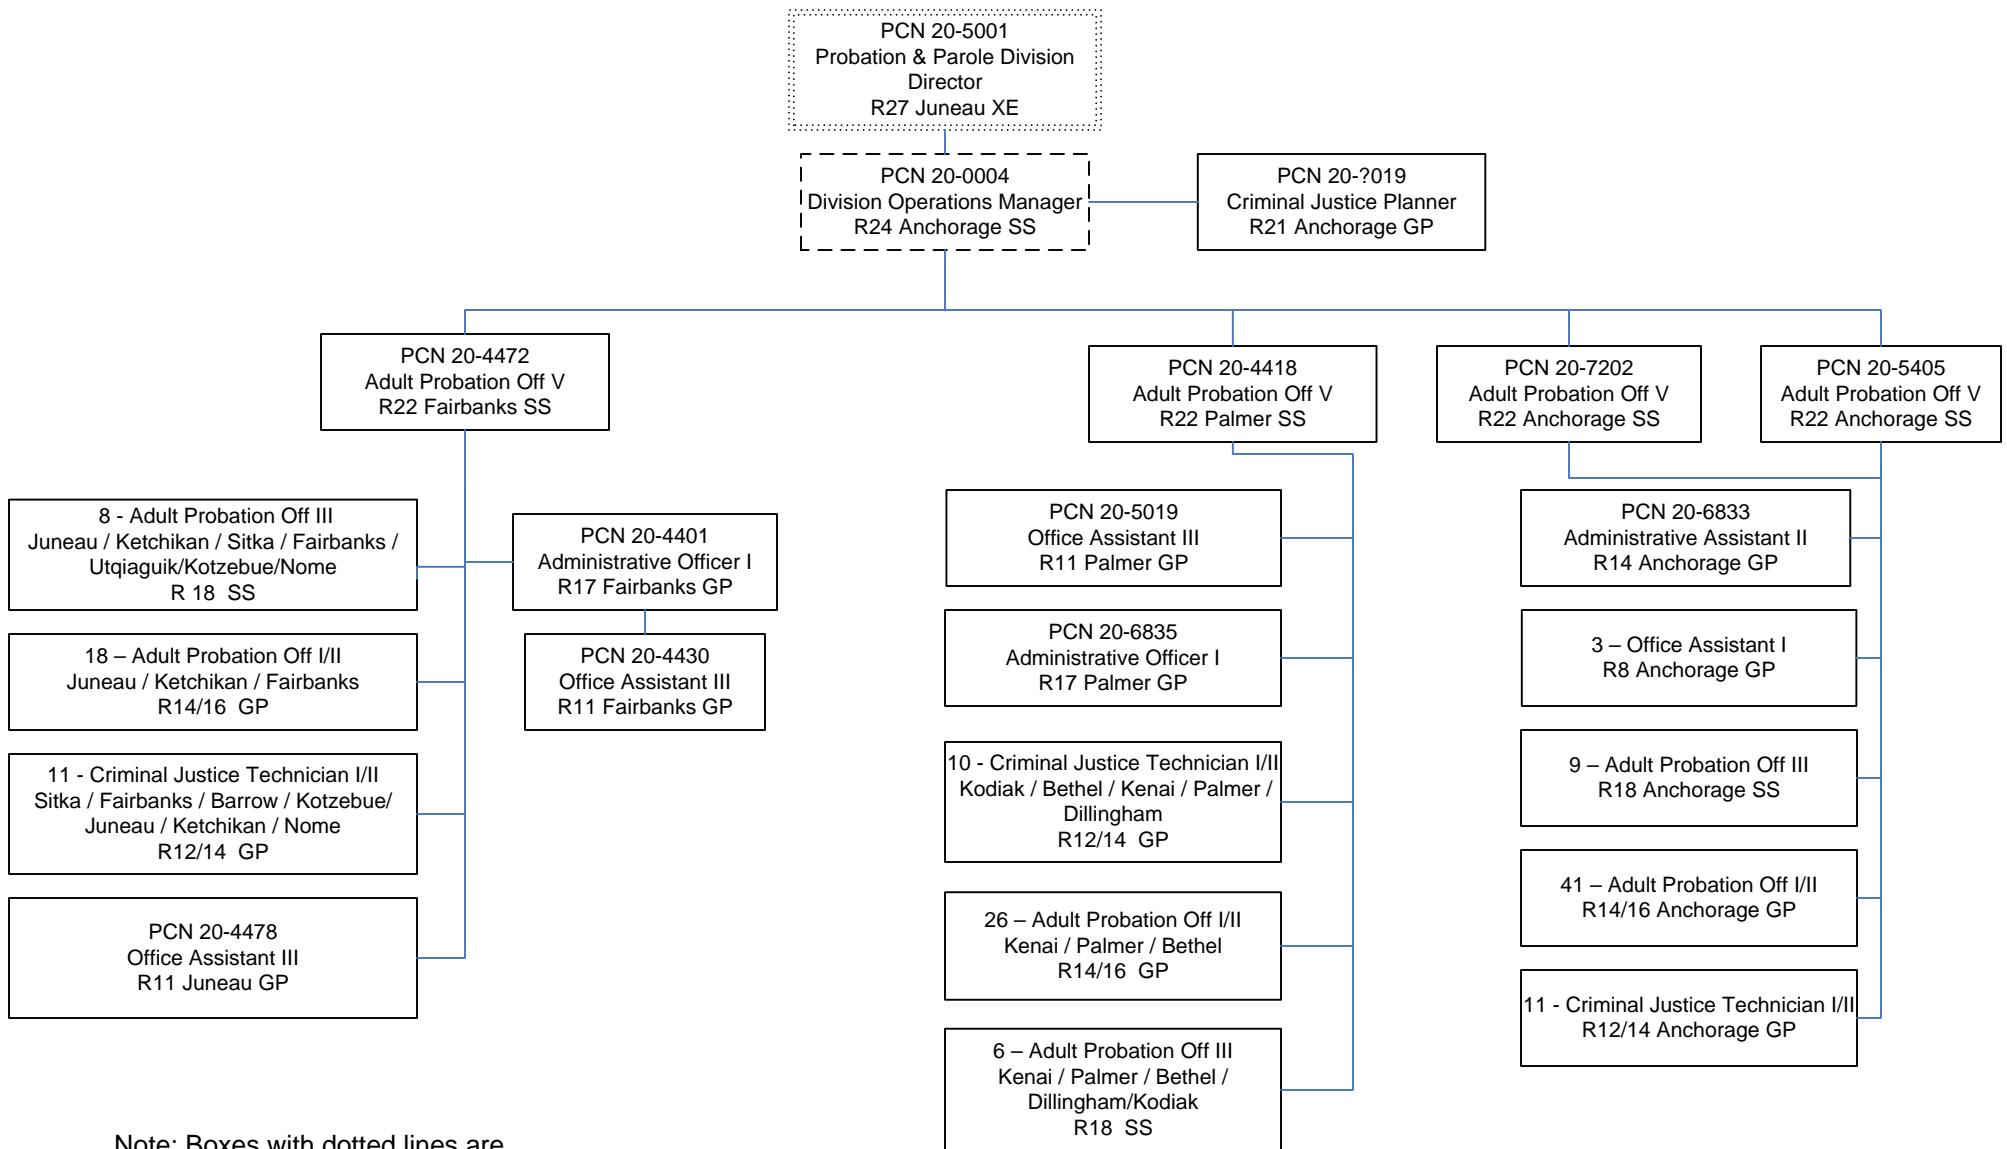 PCN 20-5001
Probation & Parole Division
Director
R27 Juneau XE
PCN 20-0004
Division Operations Manager
R24 Anchorage SS
PCN 20-?019
Criminal Justice Planner
R21 Anchorage GP
PCN 20-4472
Adult Probation Off V
R22 Fairbanks SS
PCN 20-4418
Adult Probation Off V
R22 Palmer SS
PCN 20-7202
Adult Probation Off V
R22 Anchorage SS
PCN 20-5405
Adult Probation Off V
R22 Anchorage SS
8 - Adult Probation Off III
Juneau / Ketchikan / Sitka / Fairbanks /
Utqiaguik/Kotzebue/Nome
R 18  SS
18 – Adult Probation Off I/II
Juneau / Ketchikan / Fairbanks
R14/16  GP
11 - Criminal Justice Technician I/II
Sitka / Fairbanks / Barrow / Kotzebue/
Juneau / Ketchikan / Nome
R12/14  GP
PCN 20-4478
Office Assistant III
R11 Juneau GP
PCN 20-4401
Administrative Officer I
R17 Fairbanks GP
PCN 20-4430
Office Assistant III
R11 Fairbanks GP
PCN 20-5019
Office Assistant III
R11 Palmer GP
PCN 20-6835
Administrative Officer I
R17 Palmer GP
10 - Criminal Justice Technician I/II
Kodiak / Bethel / Kenai / Palmer /
Dillingham
R12/14  GP
26 – Adult Probation Off I/II
Kenai / Palmer / Bethel
R14/16  GP
6 – Adult Probation Off III
Kenai / Palmer / Bethel /
Dillingham/Kodiak
R18  SS
PCN 20-6833
Administrative Assistant II
R14 Anchorage GP
3 – Office Assistant I
R8 Anchorage GP
9 – Adult Probation Off III
R18 Anchorage SS
41 – Adult Probation Off I/II
R14/16 Anchorage GP
11 - Criminal Justice Technician I/II
R12/14 Anchorage GP
Note: Boxes with dotted lines are